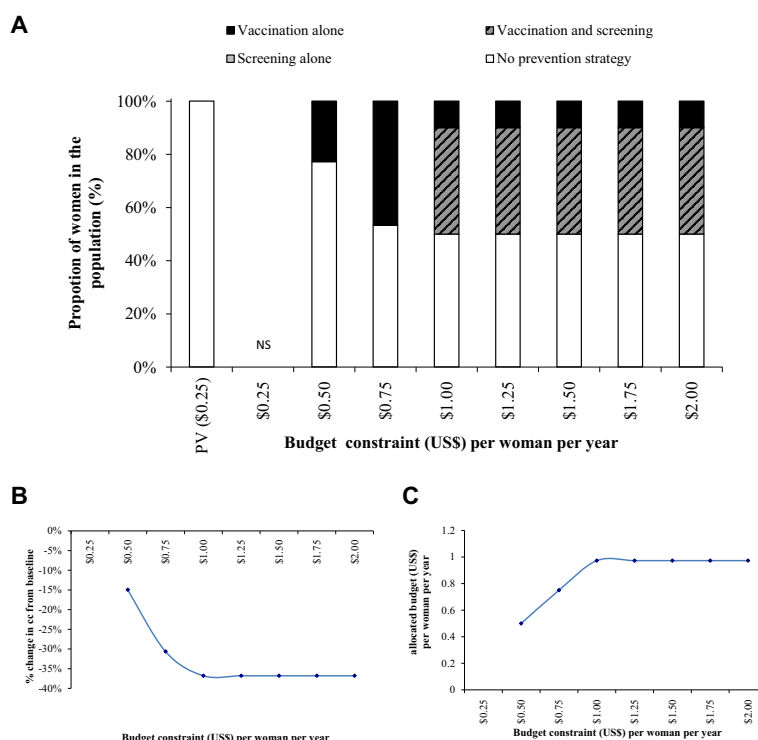 A
Vaccination alone
Vaccination and screening
Screening alone
No prevention strategy
Propotion of women in the
population (%)
100%
80%
60%
40%
20%
0%
NS
PV ($0.25)
$0.25
$0.50
$0.75
$1.00
$1.25
$1.50
$1.75
$2.00
Budget constraint (US$) per woman per year
B
% change in cc from baseline
0%
-5%
-10%
-15%
-20%
-25%
-30%
-35%
-40%
$0.25
$0.50
$0.75
$1.00
$1.25
$1.50
$1.75
$2.00
Budget constraint (US$) per woman per year
C
allocated budget (US$)
per woman per year
1.2
1
0.8
0.6
0.4
0.2
0
$0.25
$0.50
$0.75
$1.00
$1.25
$1.50
$1.75
$2.00
Budget constraint (US$) per woman per year